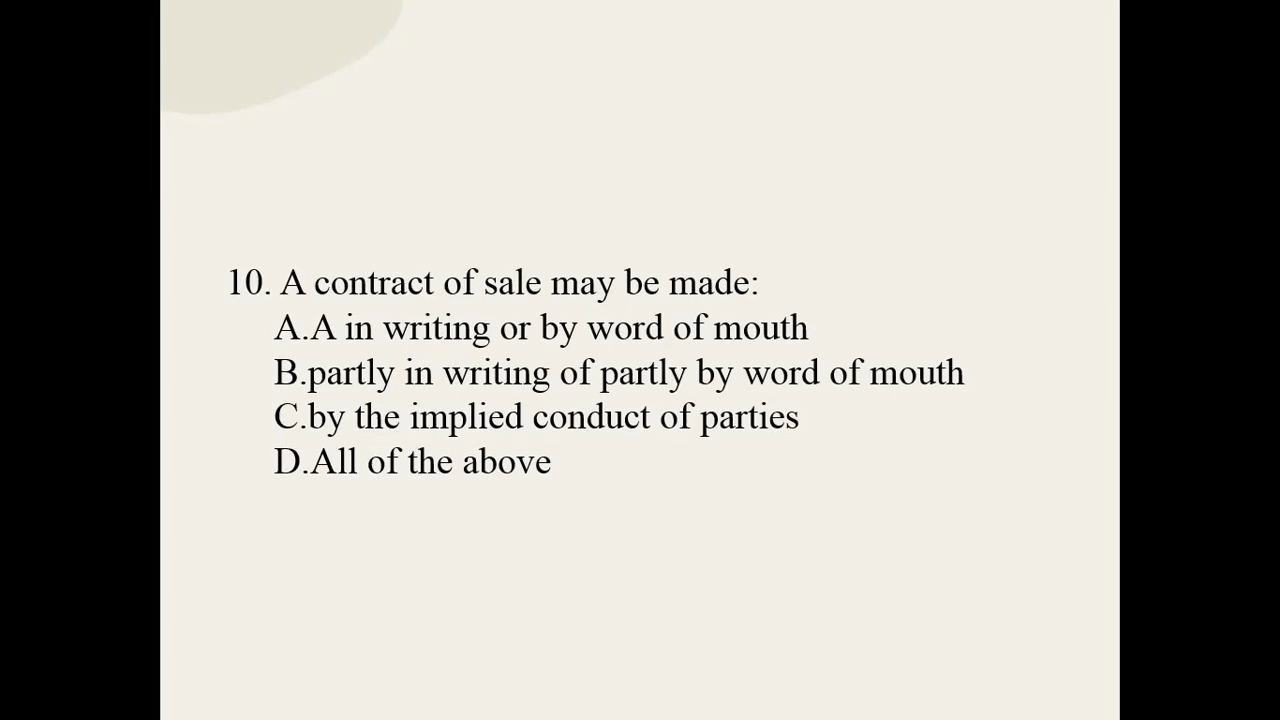 10. A contract of sale may be made:
A.A in writing or by word of mouth
B.partly in writing of partly by word of mouth
C.by the implied conduct of parties
D.All of the above